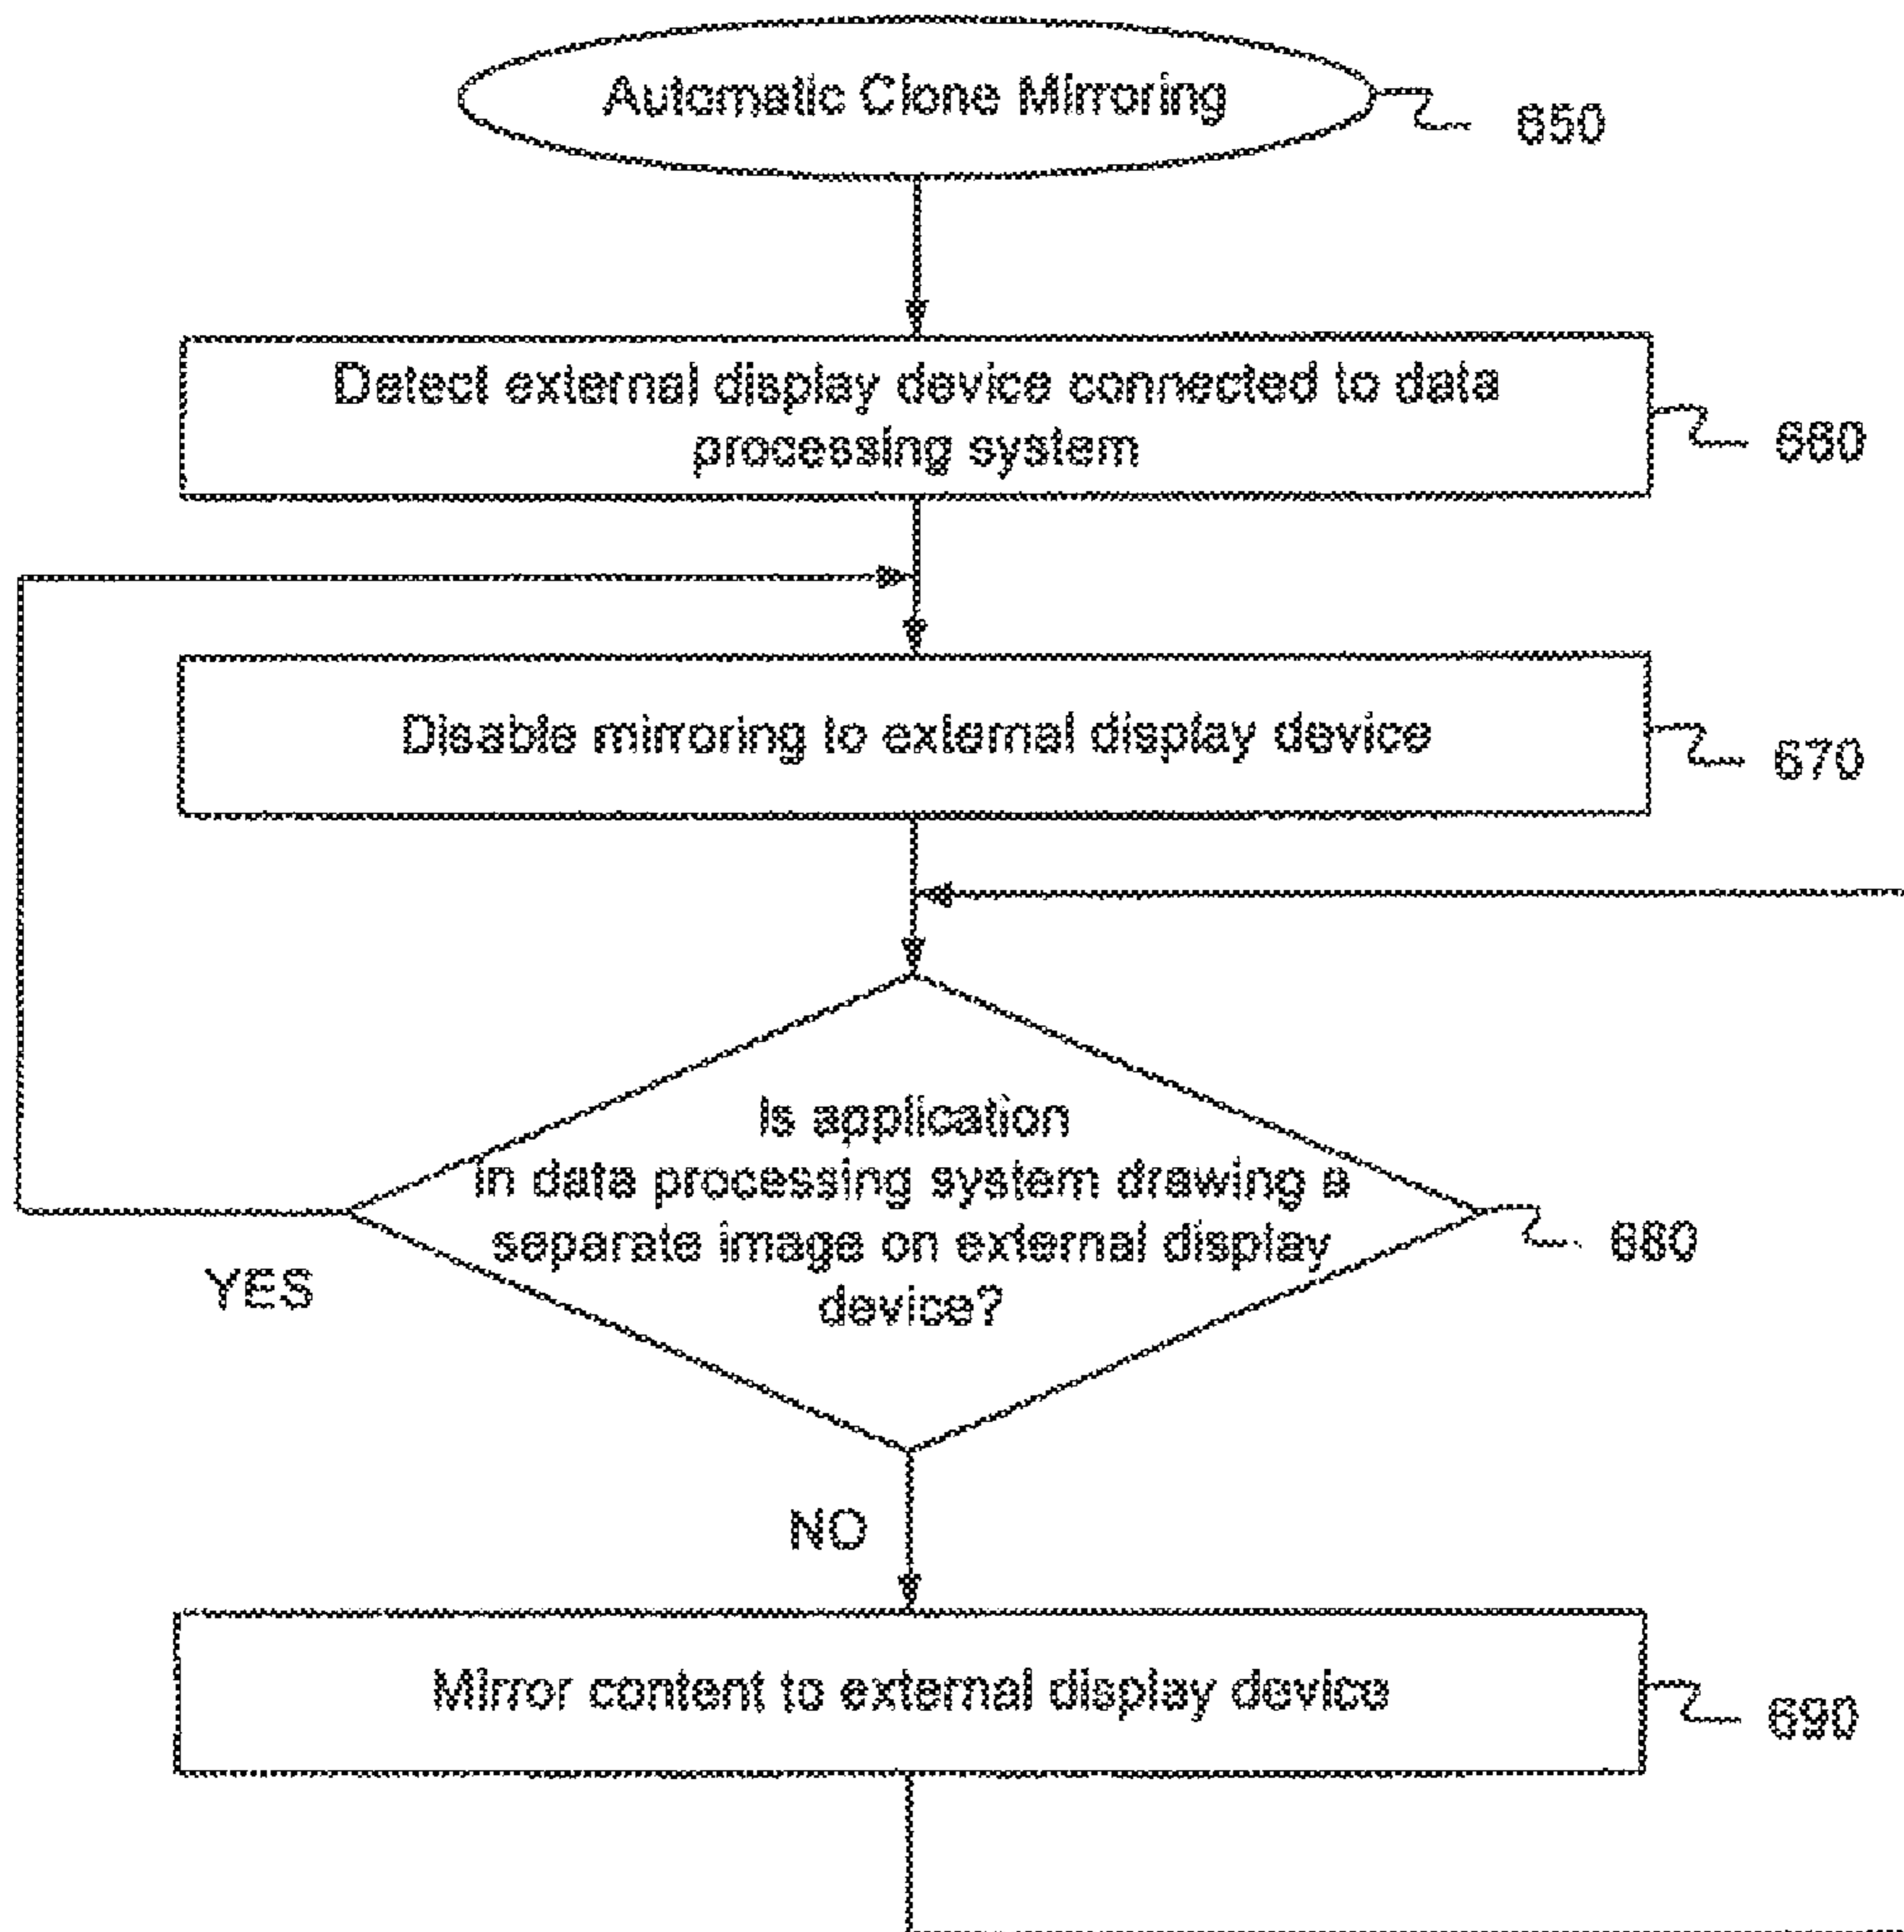 Automatic Clone Mirroring
650
Detect external display device connected to data
processing system
660
Disable mirroring to external display device
670
Is application
in data processing system drawing a
separate image on external display
device?
680
YES
NO
Mirror content to external display device
690